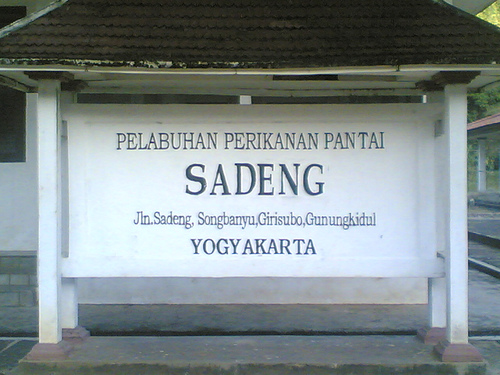 PELABUHAN PERIKANAN PANTAI
SADENG
Jln.Sadeng, Songbanyu,Girisubo,Gunungkidul
YOGYAKARTA